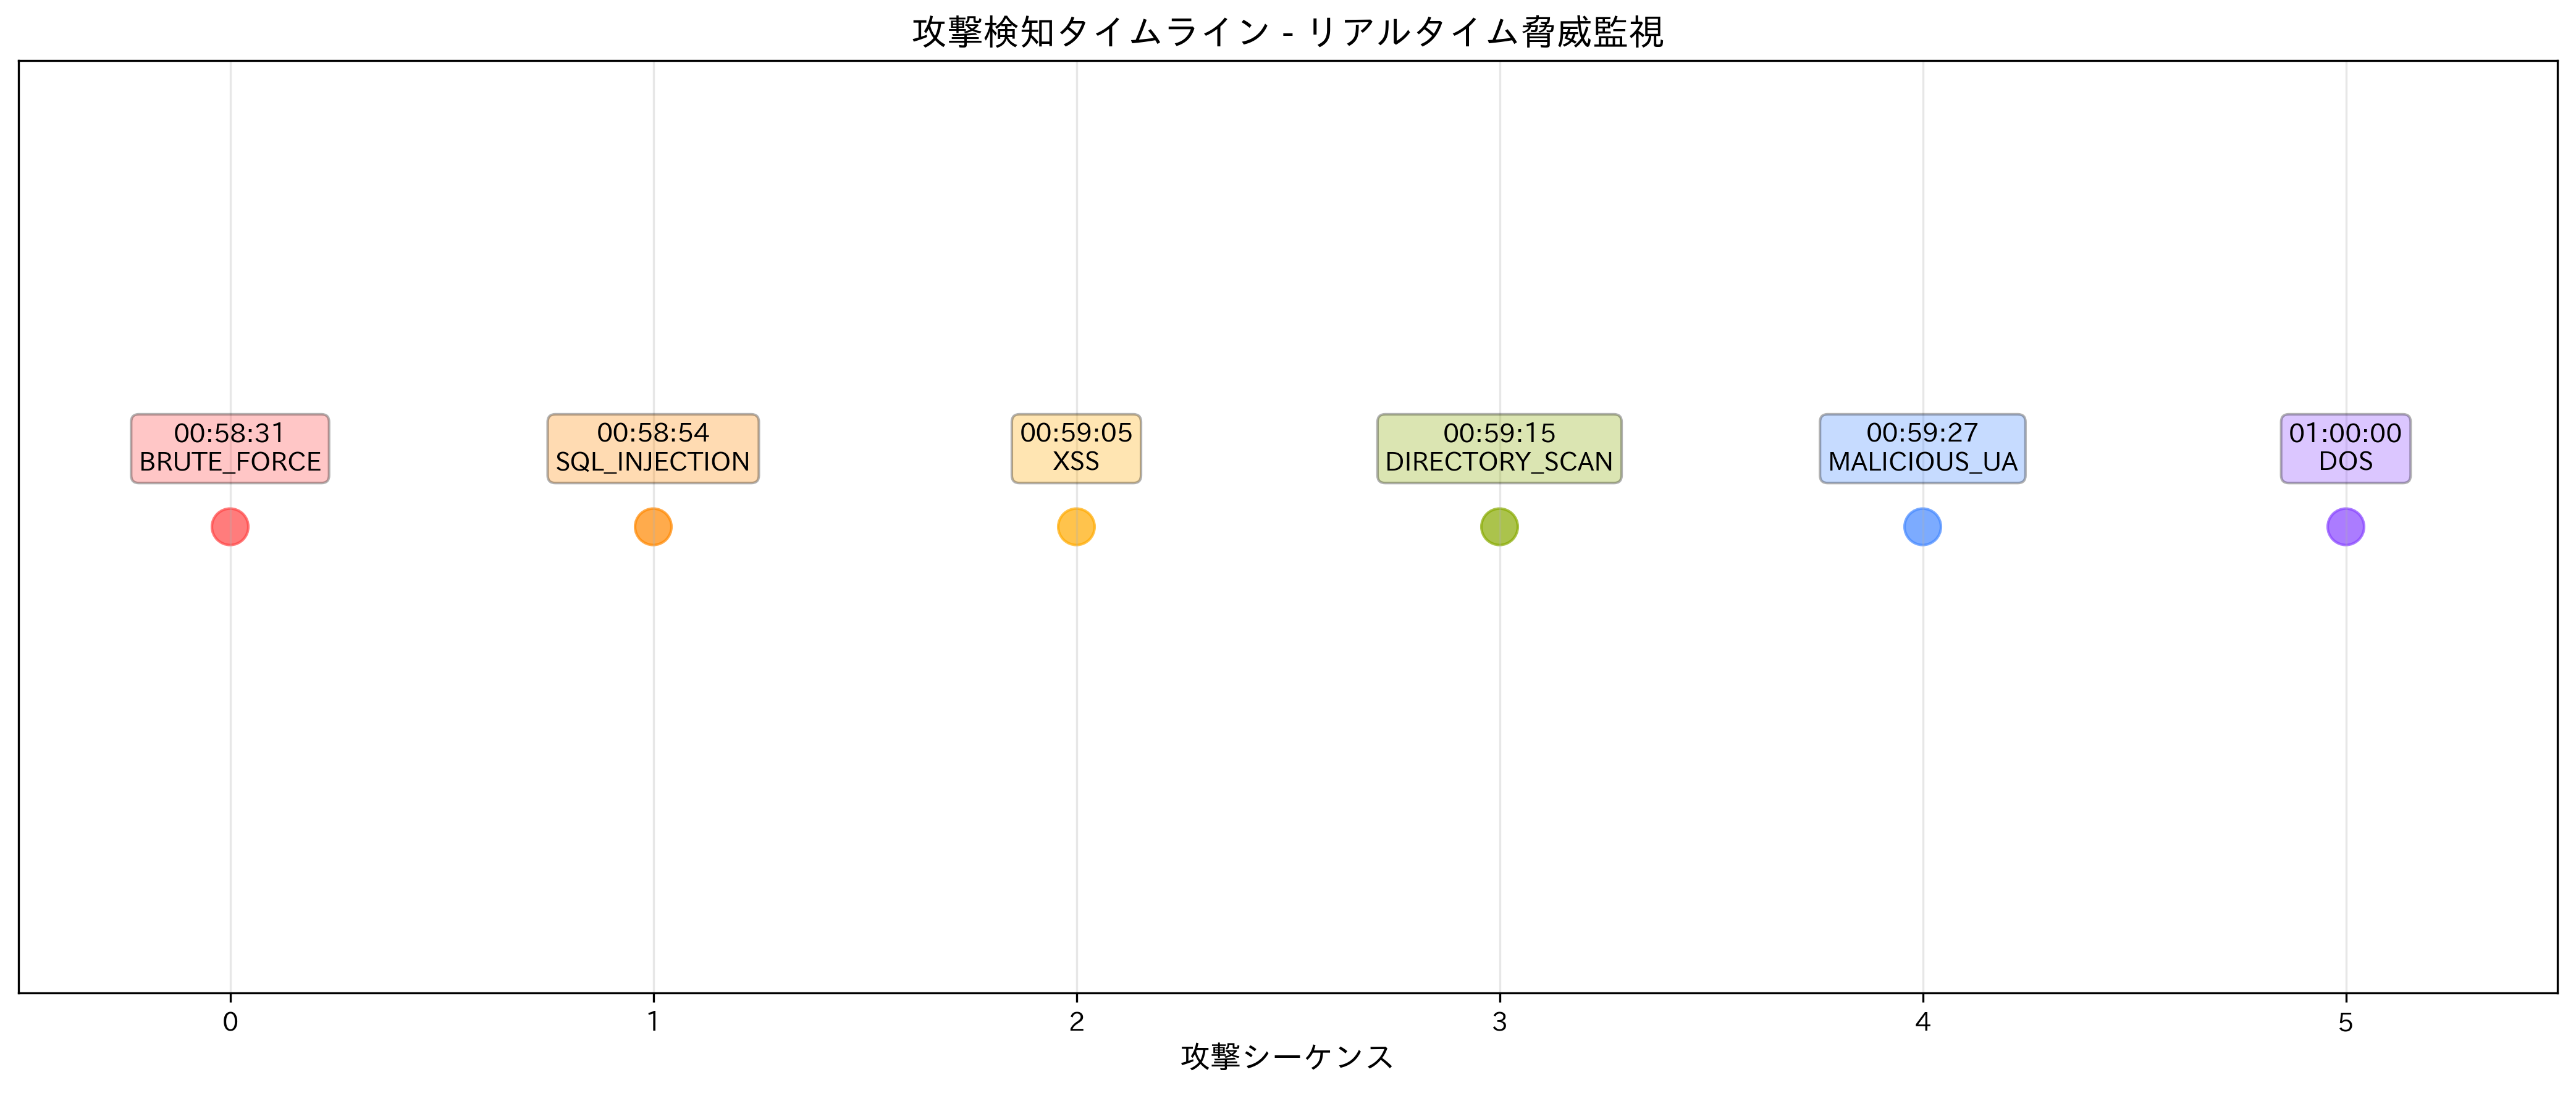 攻撃検知タイムライン - リアルタイム脅威監視
00:58:31
BRUTE_FORCE
00:58:54
SQL_INJECTION
00:59:05
XSS
00:59:15
DIRECTORY_SCAN
00:59:27
MALICIOUS_UA
01:00:00
DOS
0
1
2
3
4
5
攻撃シーケンス